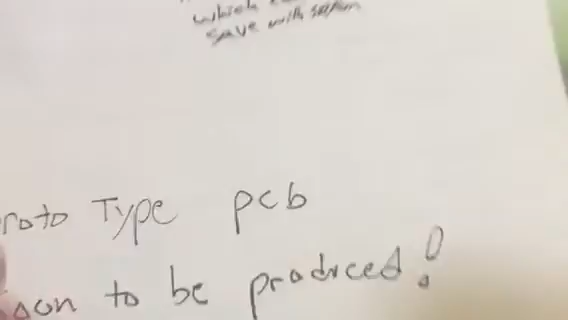 which
save with
roto Type pcb
oon to be produced!